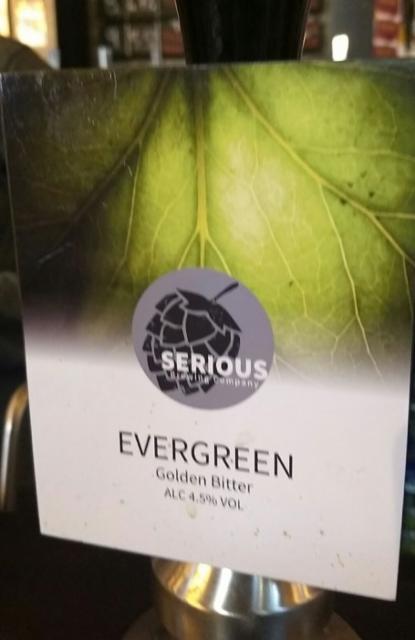 SERIOUS
Brewing Company
EVERGREEN
Golden Bitter
ALC 4.5% VOL